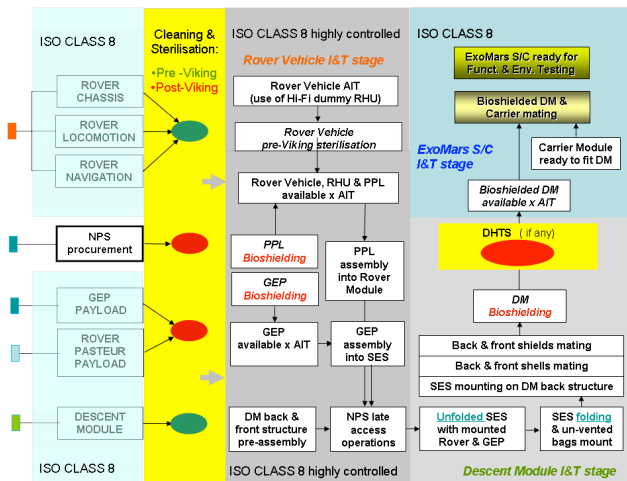 ISO CLASS 8
ROVER
CHASSIS
ROVER
LOCOMOTION
ROVER
NAVIGATION
NPS
procurement
GEP
PAYLOAD
ROVER
PASTEUR
PAYLOAD
DESCENT
MODULE
ISO CLASS 8
Cleaning &
Sterilisation:
•Pre -Viking
•Post-Viking
ISO CLASS 8 highly controlled
Rover Vehicle I&T stage
Rover Vehicle AIT
(use of Hi-Fi dummy RHU)
Rover Vehicle
pre-Viking sterilisation
Rover Vehicle, RHU & PPL
available x AIT
PPL
Bioshielding
GEP
Bioshielding
PPL
assembly
into Rover
Module
GEP
available x AIT
GEP
assembly
into SES
DM back &
front structure
pre-assembly
NPS late
access
operations
ISO CLASS 8 highly controlled
ISO CLASS 8
ExoMars S/C ready for
Funct. & Env. Testing
Bioshielded DM &
Carrier mating
ExoMars S/C
I&T stage
Carrier Module
ready to fit DM
Bioshielded DM
available x AIT
DHTS ( if any)
DM
Bioshielding
Back & front shields mating
Back & front shells mating
SES mounting on DM back structure
Unfolded SES
with mounted
Rover & GEP
SES folding
& un-vented
bags mount
Descent Module I&T stage